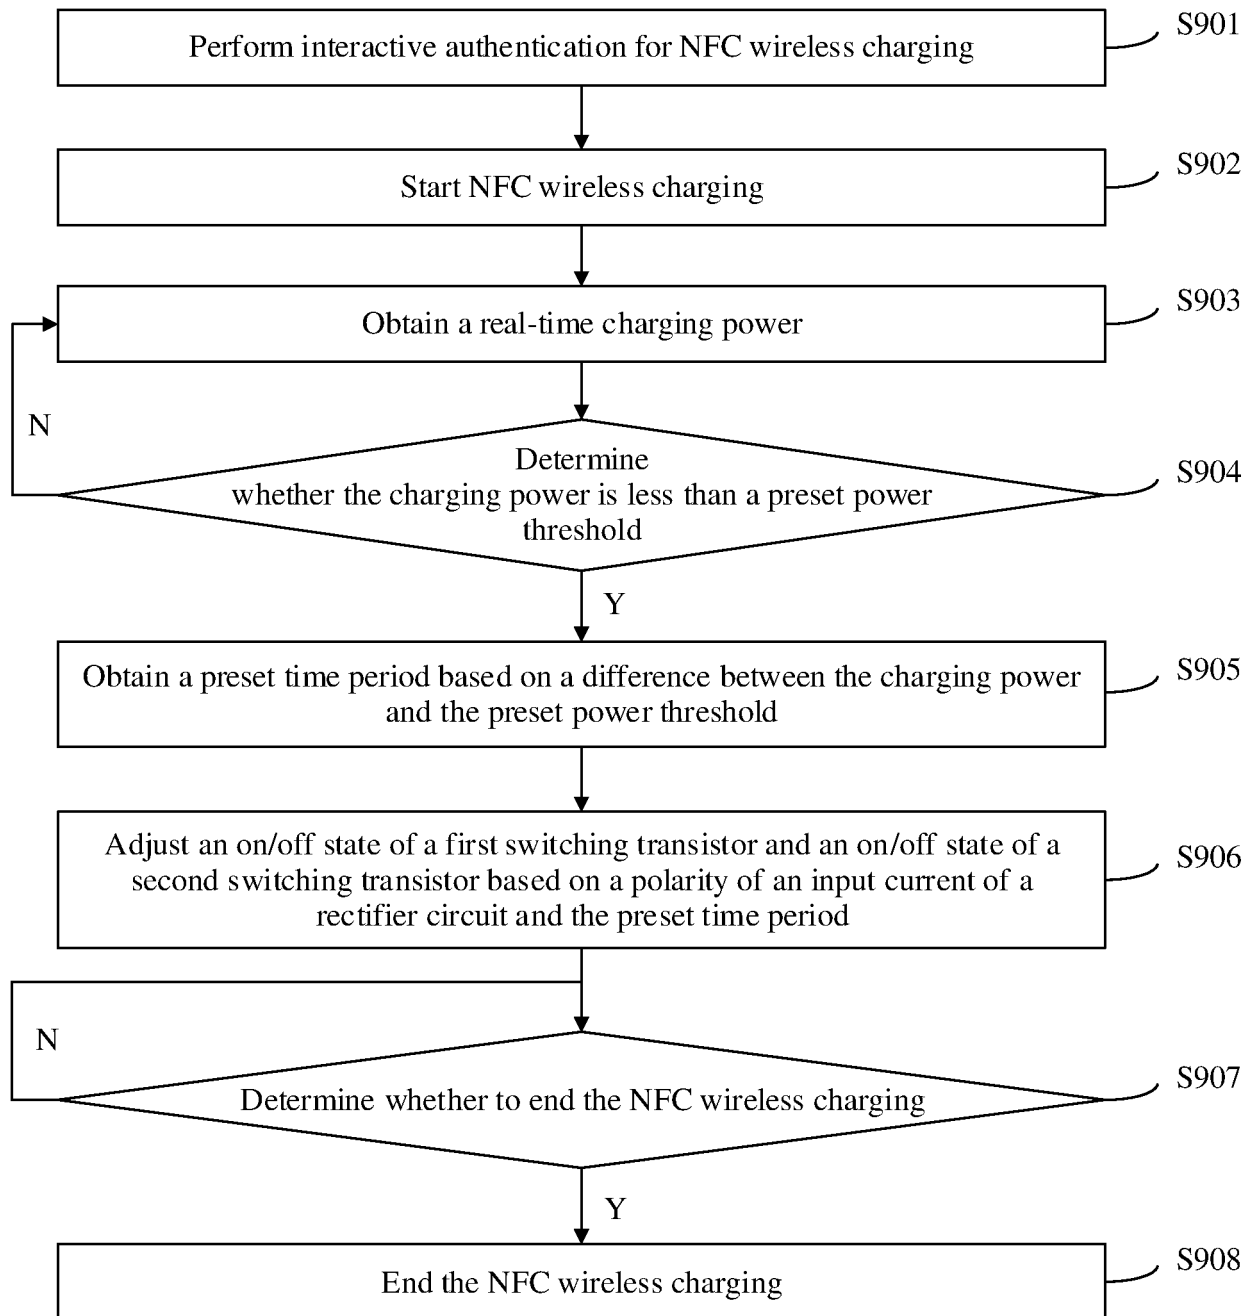 Perform interactive authentication for NFC wireless charging
S901
Start NFC wireless charging
S902
Obtain a real-time charging power
S903
N
Determine
whether the charging power is less than a preset power
threshold
S904
Y
Obtain a preset time period based on a difference between the charging power
and the preset power threshold
S905
Adjust an on/off state of a first switching transistor and an on/off state of a
second switching transistor based on a polarity of an input current of a
rectifier circuit and the preset time period
S906
N
Determine whether to end the NFC wireless charging
S907
Y
End the NFC wireless charging
S908